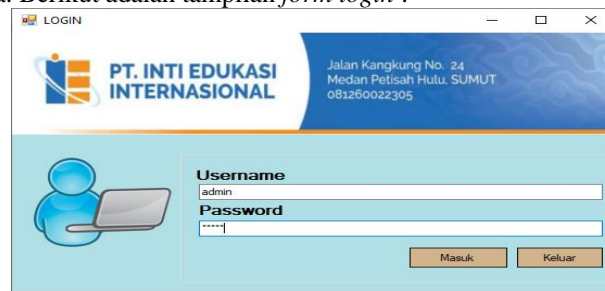 a. Berikut adalah tampilan form login :
LOGIN
PT. INTI EDUKASI
INTERNASIONAL
Jalan Kangkung No. 24
Medan Petisah Hulu, SUMUT
081260022305
Username
admin
Password
*****
Masuk
Keluar